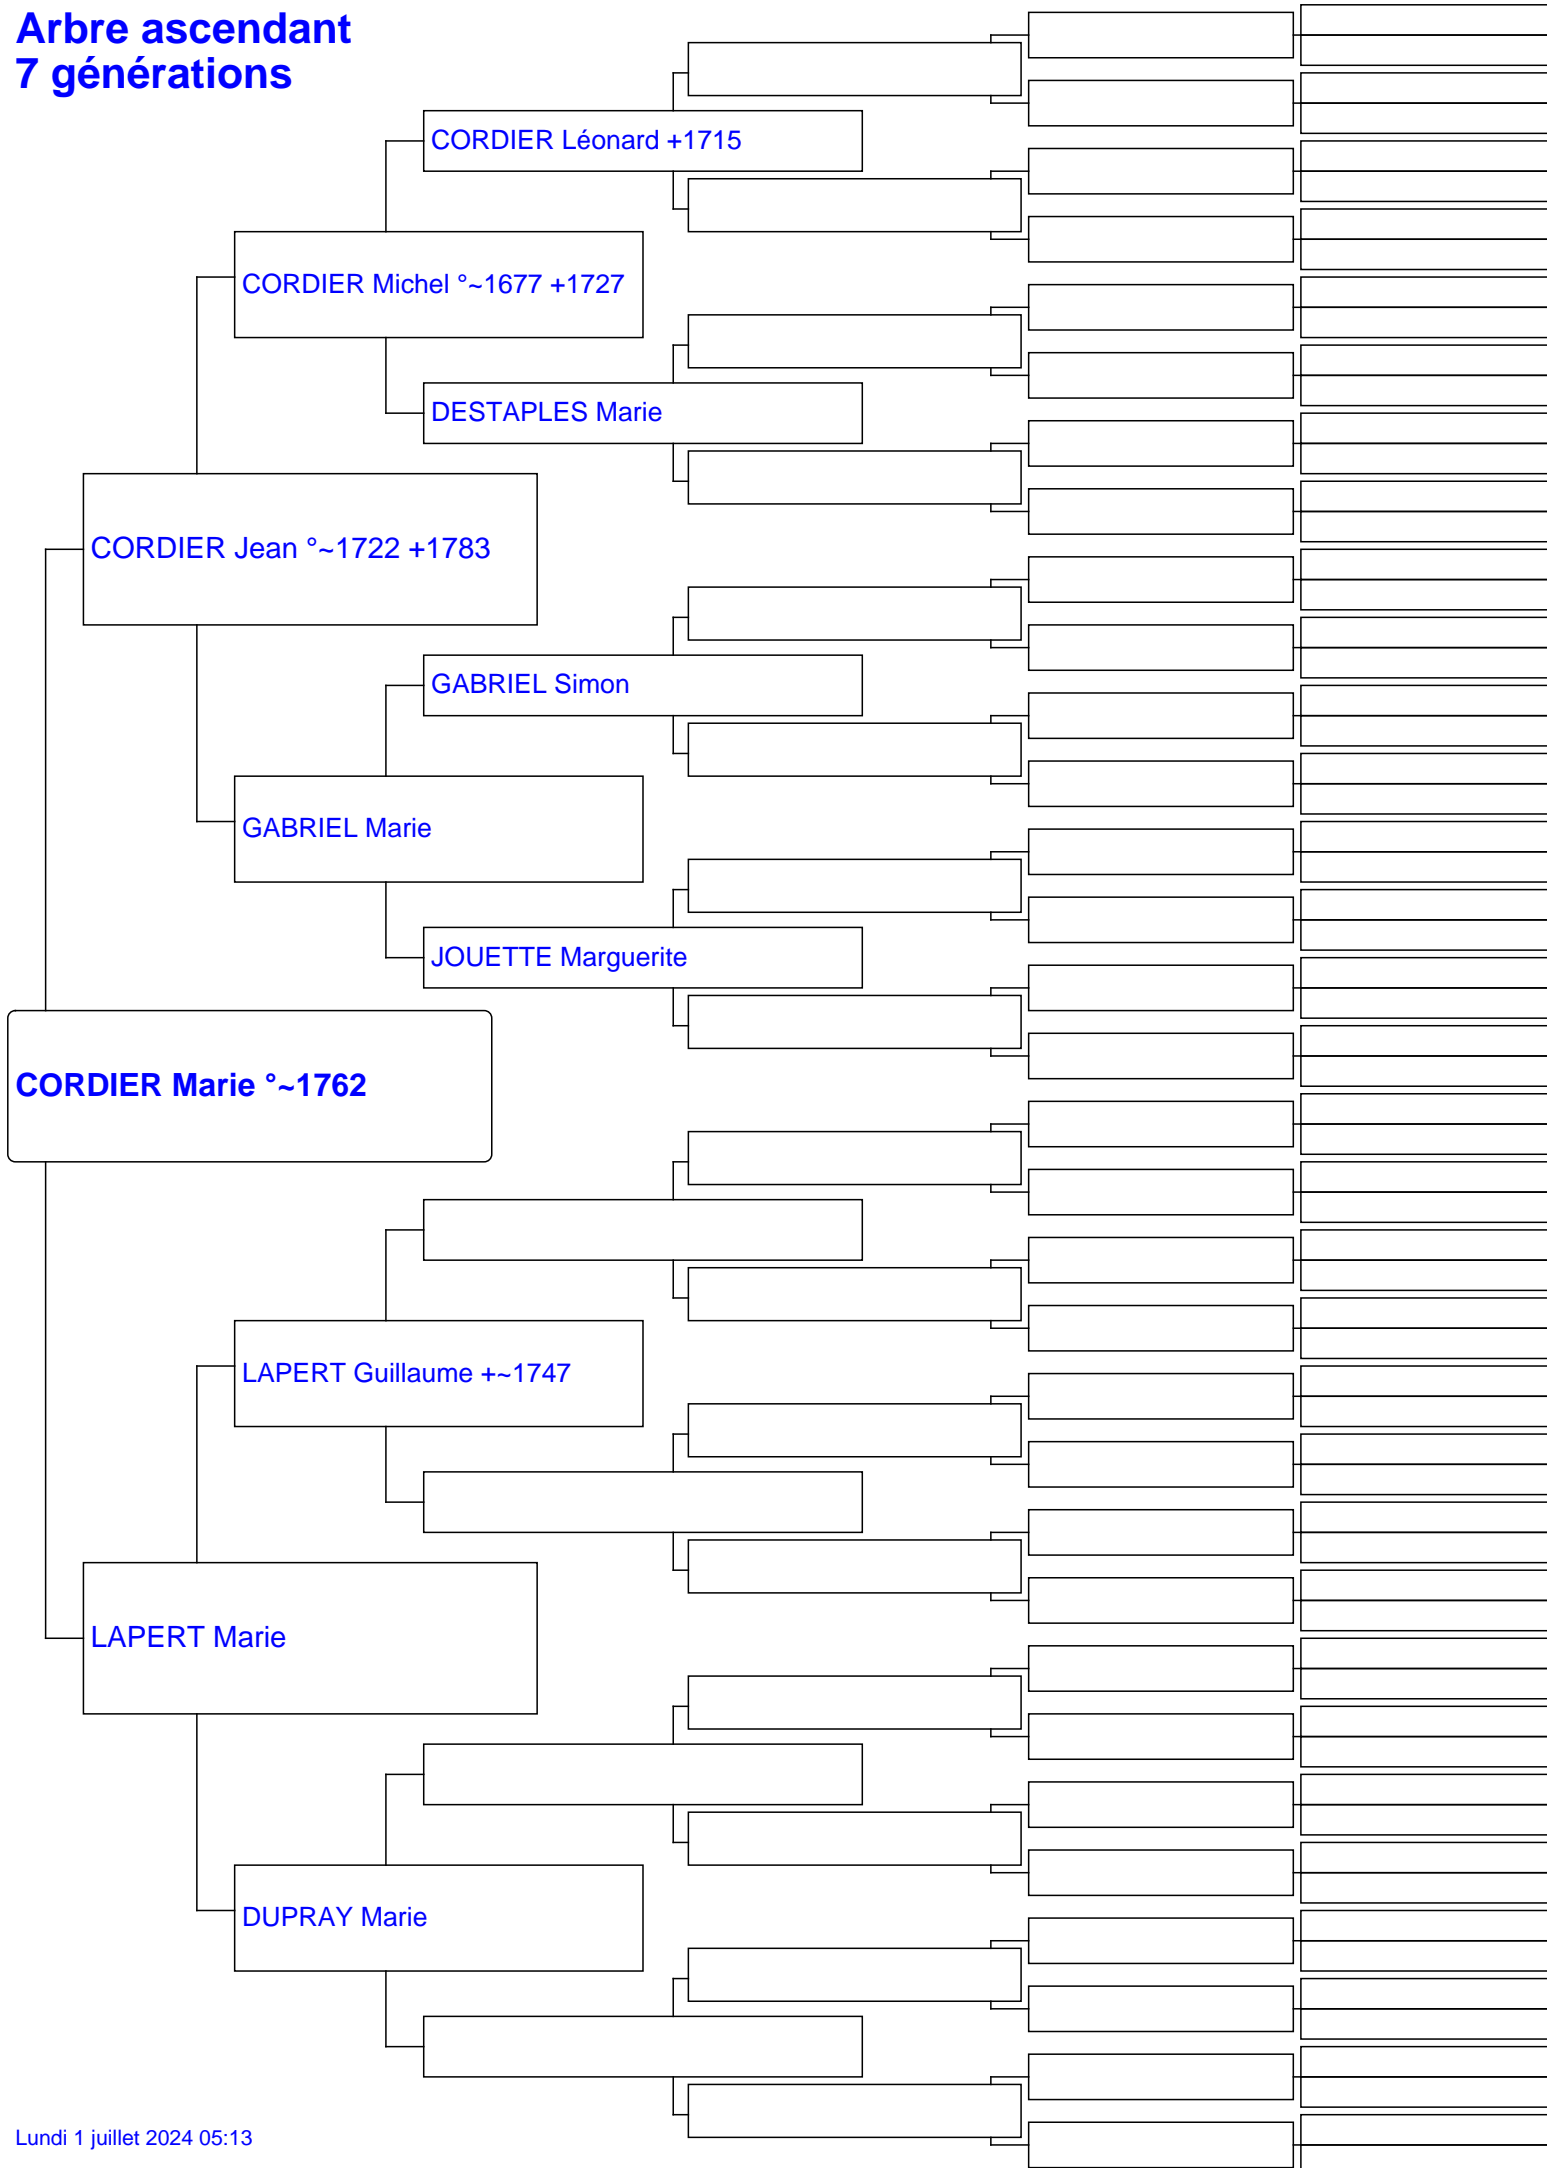 Arbre ascendant
7 générations
CORDIER Léonard +1715
CORDIER Michel °~1677 +1727
DESTAPLES Marie
CORDIER Jean °~1722 +1783
GABRIEL Simon
GABRIEL Marie
JOUETTE Marguerite
CORDIER Marie °~1762
LAPERT Guillaume +~1747
LAPERT Marie
DUPRAY Marie
Lundi 1 juillet 2024 05:13